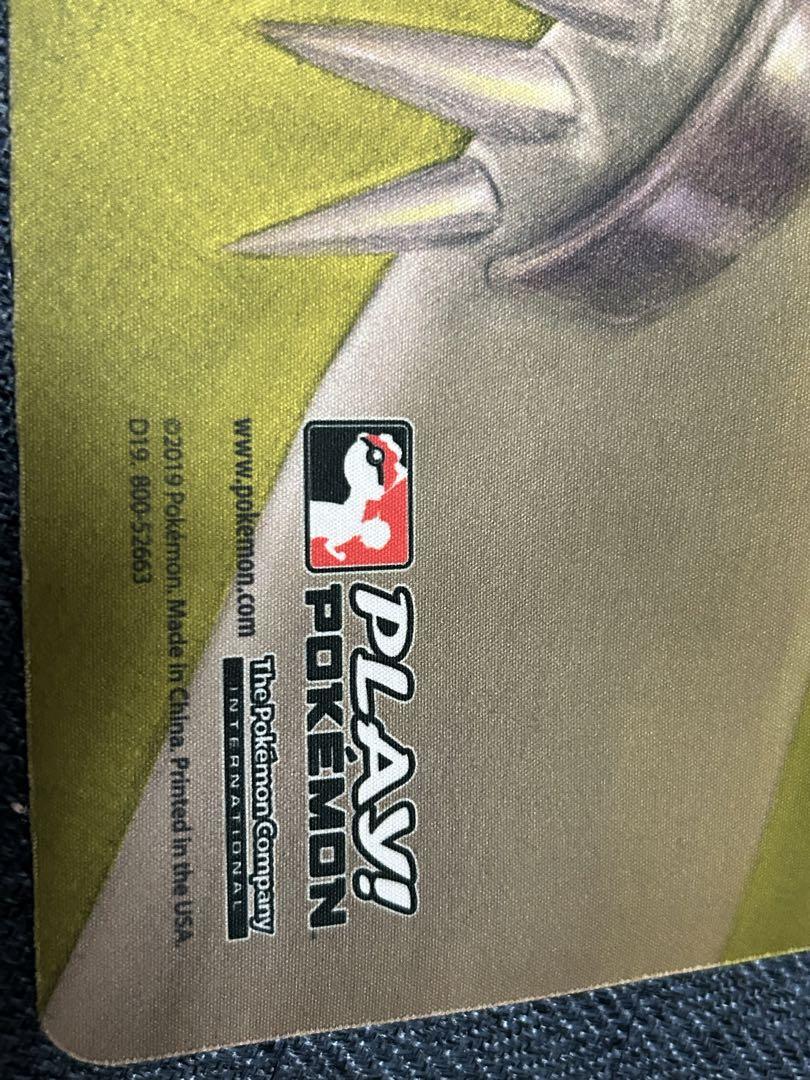 PLAY!
POKÉMON
www.pokemon.com
The Pokémon Company
INTERNATIONAL
©2019 Pokémon. Made in China. Printed in the USA.
D19. 800-52663